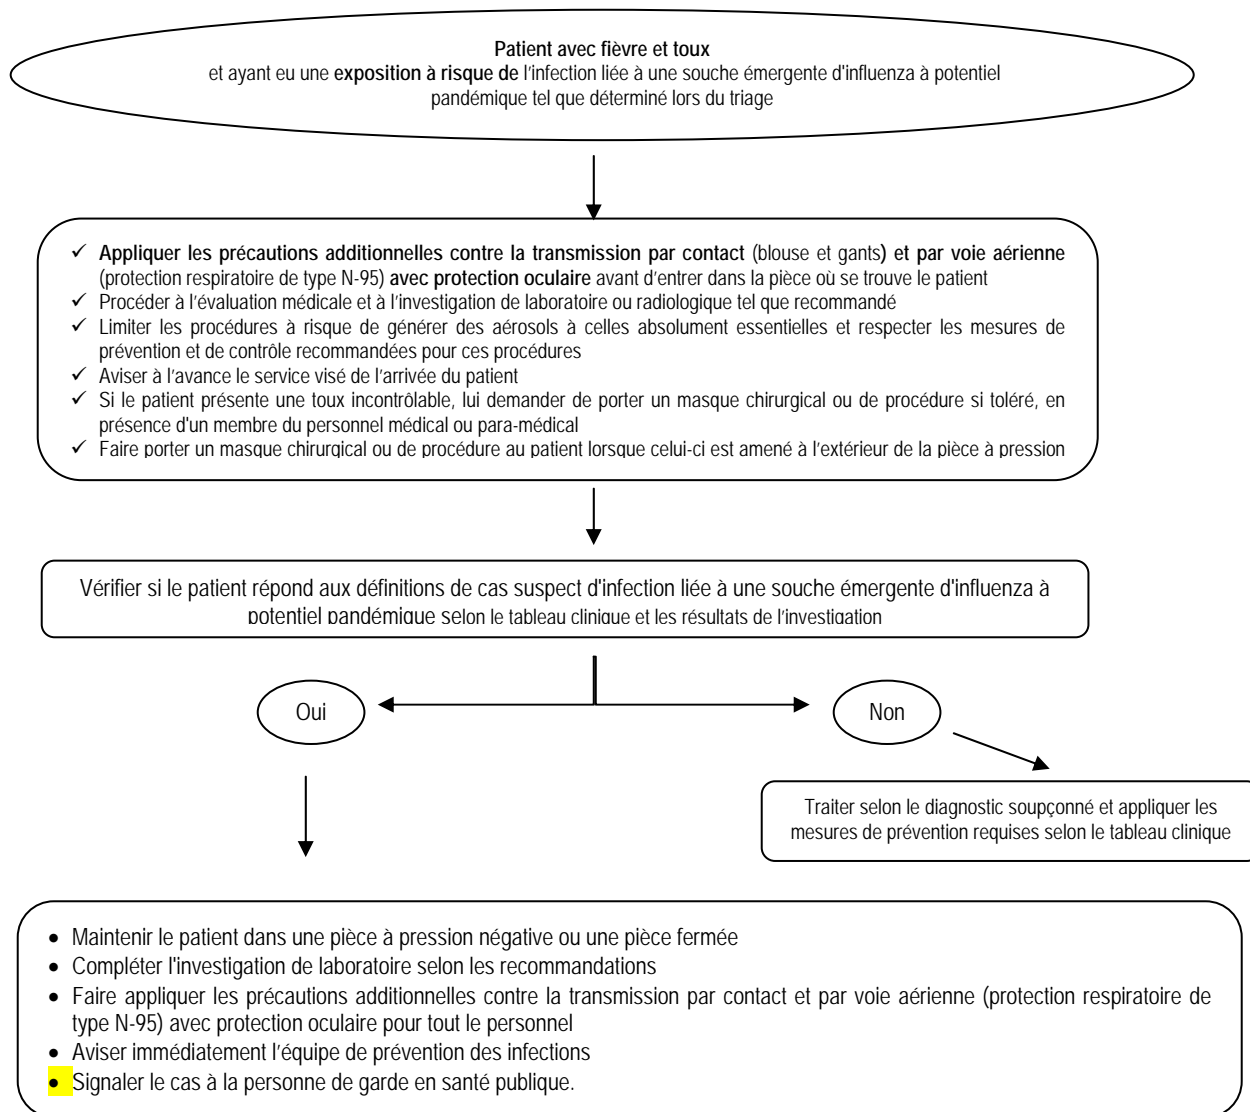 Patient avec fièvre et toux
et ayant eu une exposition à risque de l'infection liée à une souche émergente d'influenza à potentiel
pandémique tel que déterminé lors du triage
✓ Appliquer les précautions additionnelles contre la transmission par contact (blouse et gants) et par voie aérienne
(protection respiratoire de type N-95) avec protection oculaire avant d'entrer dans la pièce où se trouve le patient
✓ Procéder à l'évaluation médicale et à l'investigation de laboratoire ou radiologique tel que recommandé
✓ Limiter les procédures à risque de générer des aérosols à celles absolument essentielles et respecter les mesures de
prévention et de contrôle recommandées pour ces procédures
✓ Aviser à l'avance le service visé de l'arrivée du patient
✓ Si le patient présente une toux incontrôlable, lui demander de porter un masque chirurgical ou de procédure si toléré, en
présence d'un membre du personnel médical ou para-médical
✓ Faire porter un masque chirurgical ou de procédure au patient lorsque celui-ci est amené à l'extérieur de la pièce à pression
Vérifier si le patient répond aux définitions de cas suspect d'infection liée à une souche émergente d'influenza à
potentiel pandémique selon le tableau clinique et les résultats de l'investigation
Oui
Non
Traiter selon le diagnostic soupçonné et appliquer les
mesures de prévention requises selon le tableau clinique
• Maintenir le patient dans une pièce à pression négative ou une pièce fermée
• Compléter l'investigation de laboratoire selon les recommandations
• Faire appliquer les précautions additionnelles contre la transmission par contact et par voie aérienne (protection respiratoire de
type N-95) avec protection oculaire pour tout le personnel
• Aviser immédiatement l'équipe de prévention des infections
• Signaler le cas à la personne de garde en santé publique.